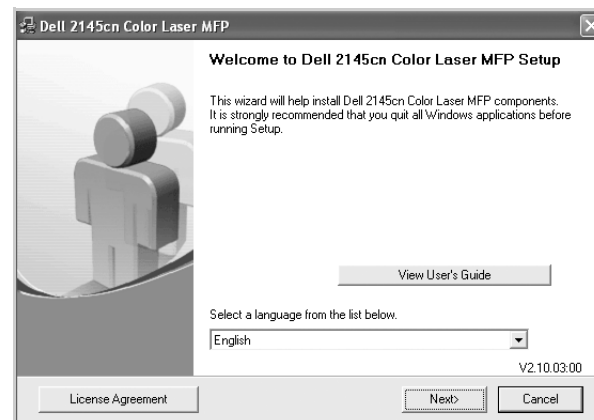 Dell 2145cn Color Laser MFP
Welcome to Dell 2145cn Color Laser MFP Setup
This wizard will help install Dell 2145cn Color Laser MFP components.
It is strongly recommended that you quit all Windows applications before
running Setup.
View User's Guide
Select a language from the list below.
English
V2.10.03:00
License Agreement
Next>
Cancel